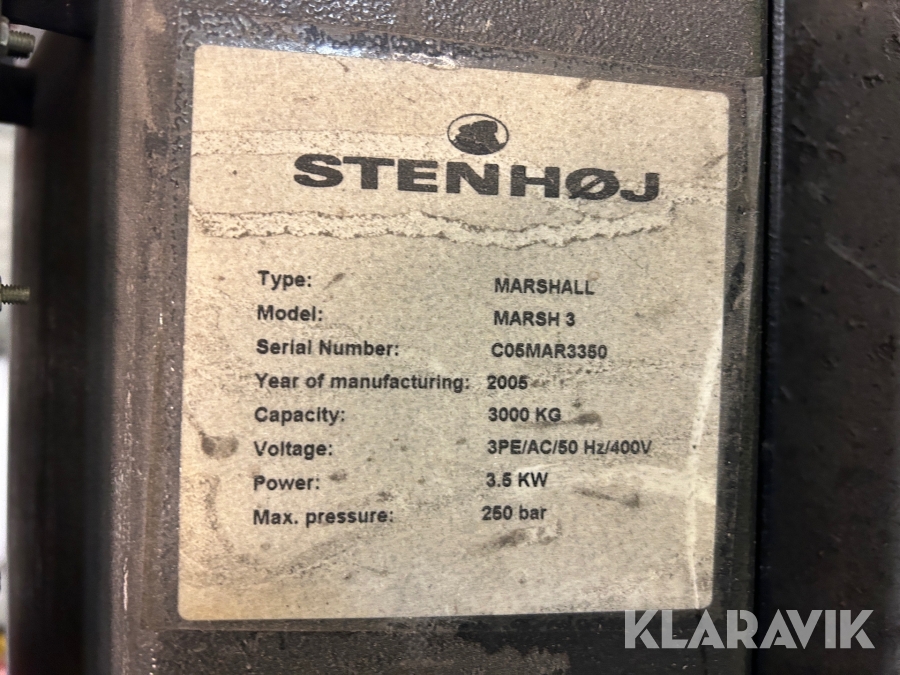 STENHØJ
Type: MARSHALL
Model: MARSH 3
Serial Number: C05MAR3350
Year of manufacturing: 2005
Capacity: 3000 KG
Voltage: 3PE/AC/50 Hz/400V
Power: 3.5 KW
Max. pressure: 250 bar
KLARAVIK